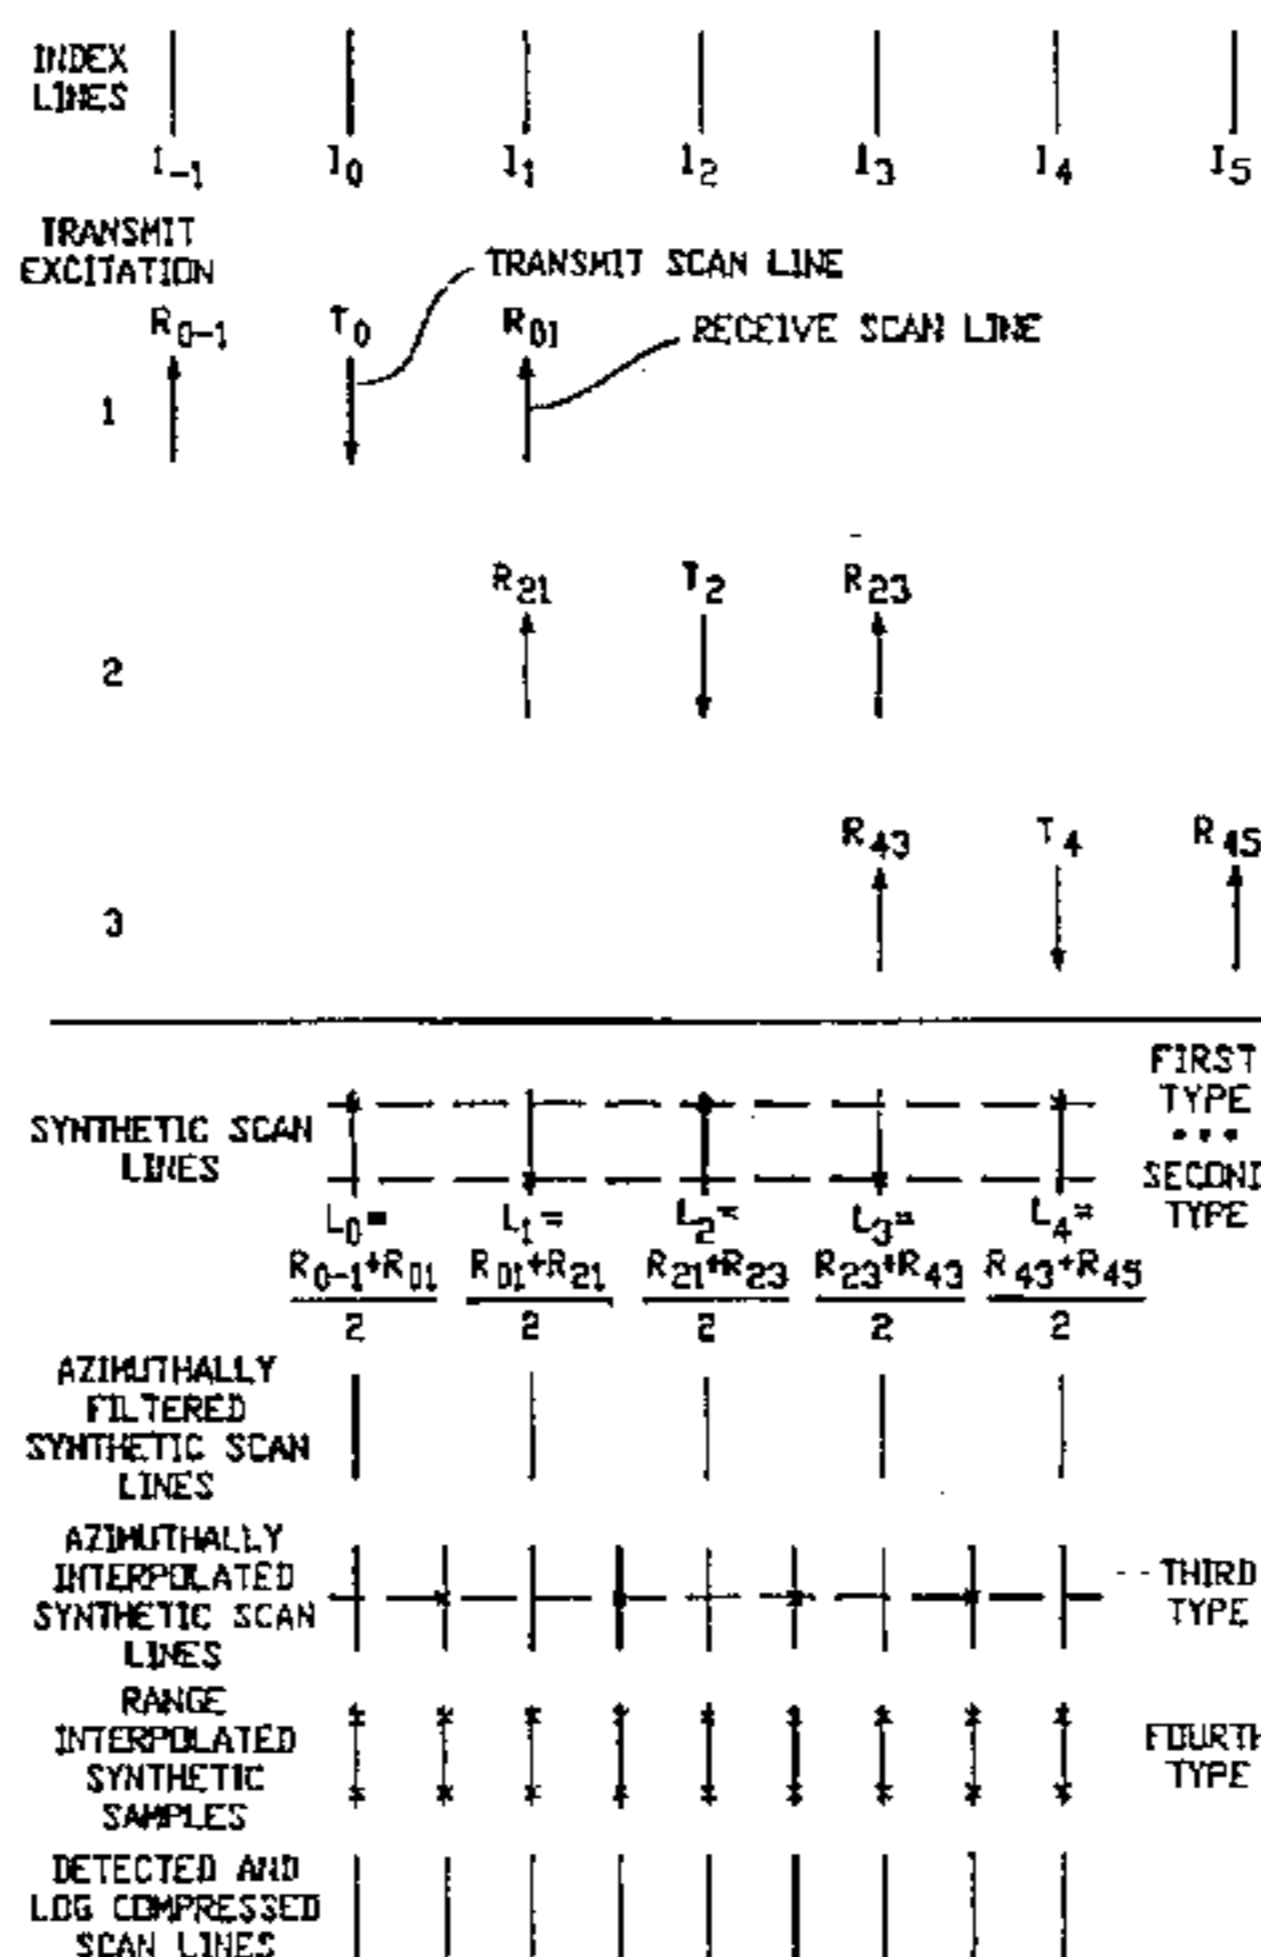 INDEX
LINES
I-1 I0 I1 I2 I3 I4 I5
TRANSMIT
EXCITATION
TRANSMIT SCAN LINE
R0-1 T0 R01
RECEIVE SCAN LINE
1
R21 T2 R23
2
R43 T4 R45
3
FIRST
TYPE
•••
SECOND
TYPE
SYNTHETIC SCAN
LINES
L0= L1= L2= L3= L4=
R0-1+R01 R01+R21 R21+R23 R23+R43 R43+R45
2 2 2 2 2
AZIMUTHALLY
FILTERED
SYNTHETIC SCAN
LINES
AZIMUTHALLY
INTERPOLATED
SYNTHETIC SCAN
LINES
THIRD
TYPE
RANGE
INTERPOLATED
SYNTHETIC
SAMPLES
FOURTH
TYPE
DETECTED AND
LOG COMPRESSED
SCAN LINES